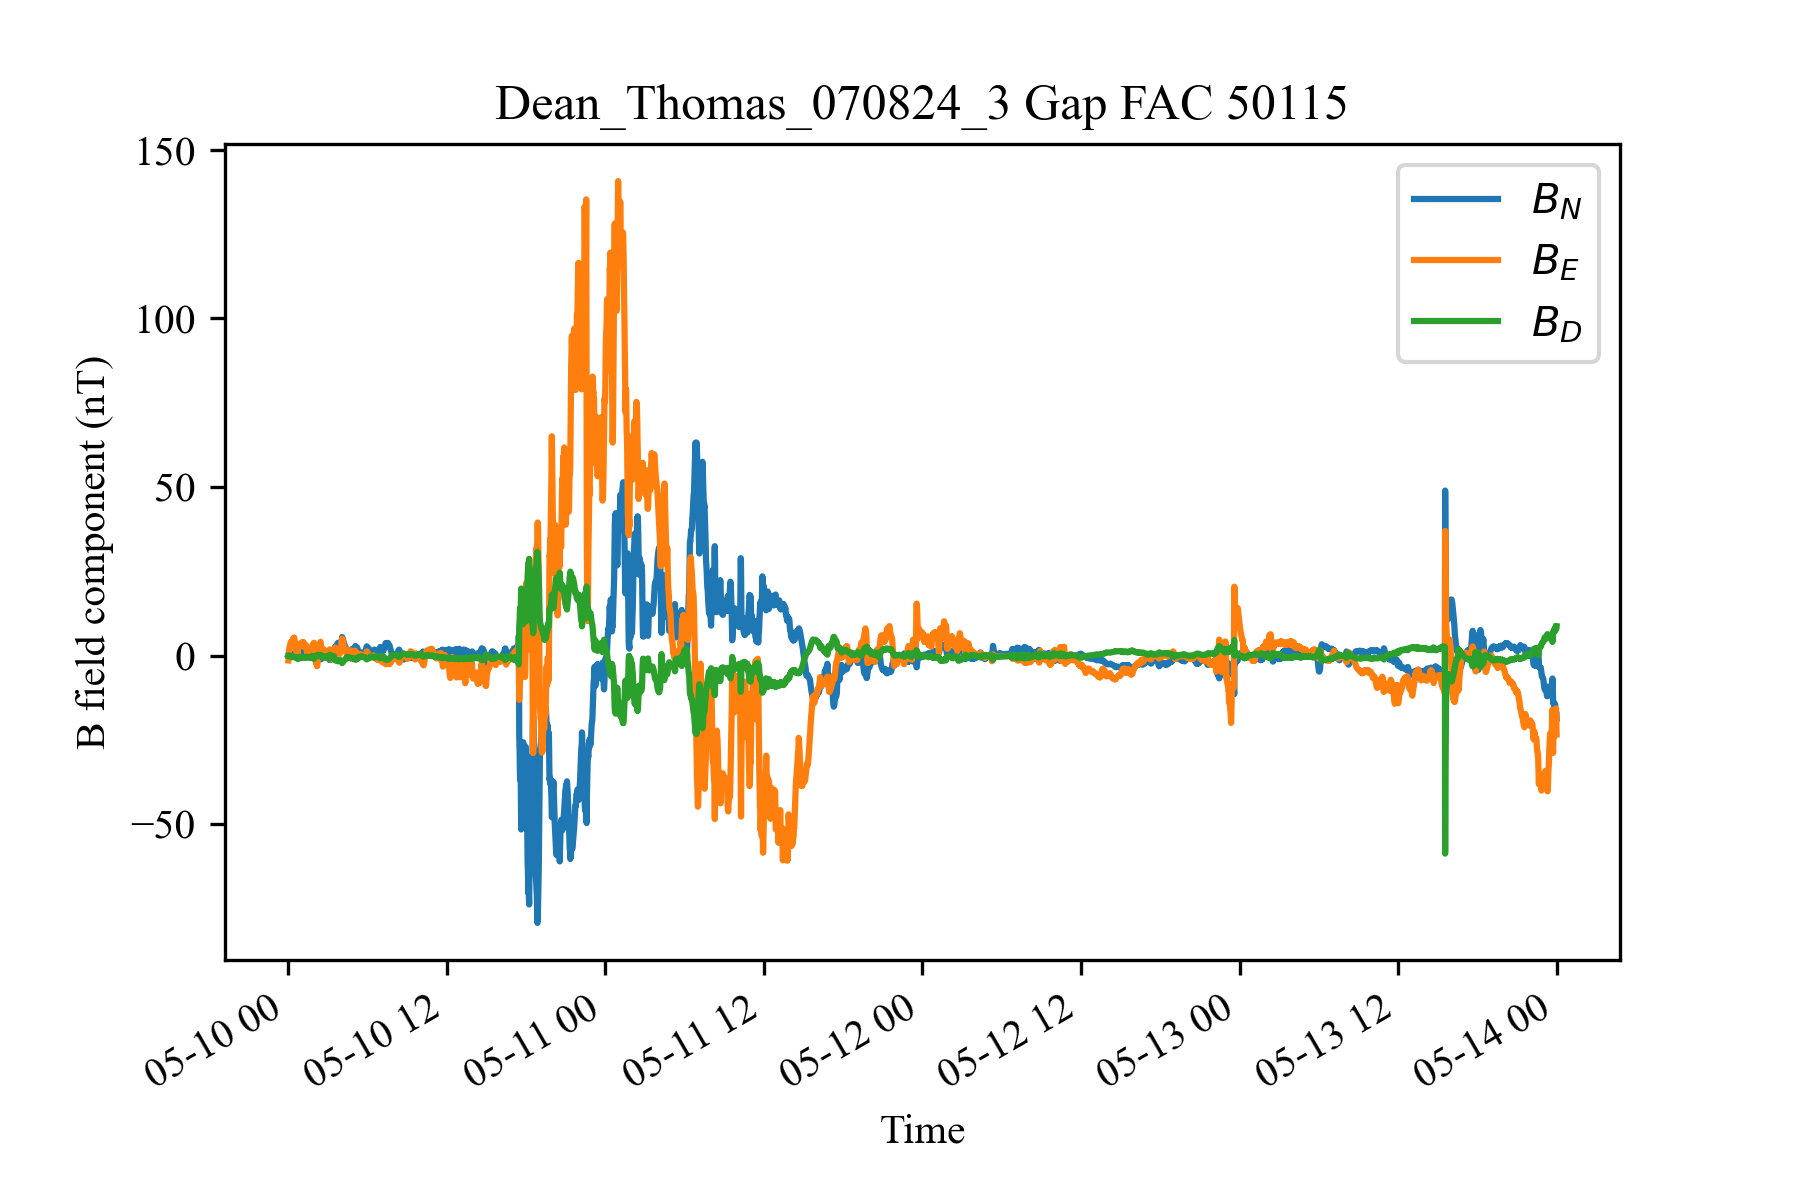 Dean_Thomas_070824_3 Gap FAC 50115
150
100
50
0
−50
B field component (nT)
B_N
B_E
B_D
05-10 00
05-10 12
05-11 00
05-11 12
05-12 00
05-12 12
05-13 00
05-13 12
05-14 00
Time